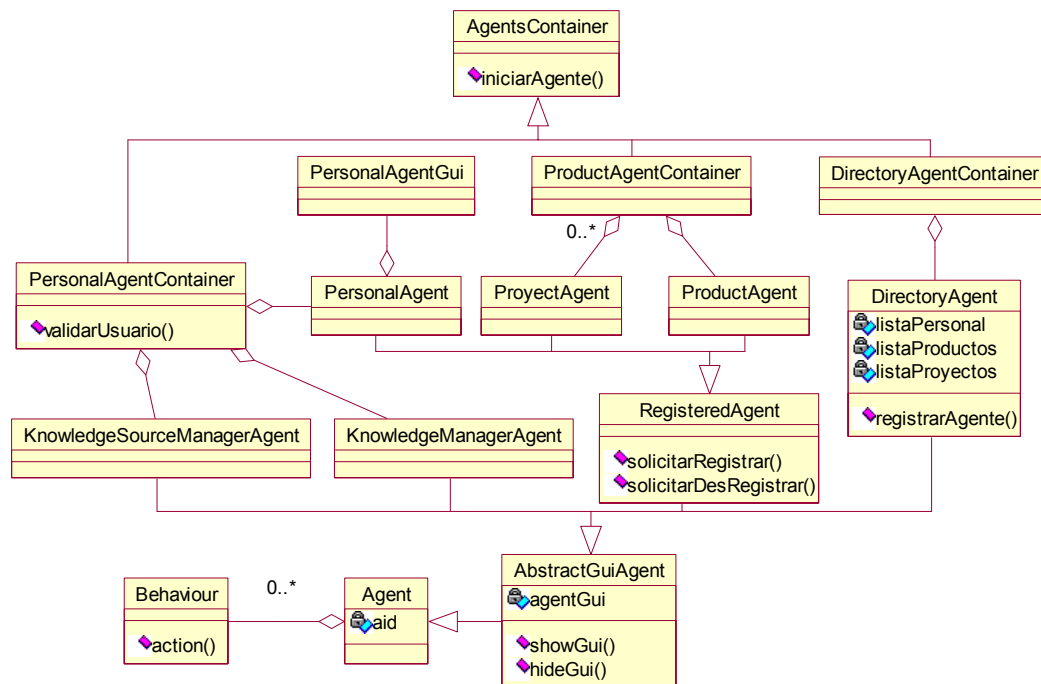 AgentsContainer
iniciarAgente()
PersonalAgentGui
ProductAgentContainer
DirectoryAgentContainer
0..*
PersonalAgentContainer
validarUsuario()
PersonalAgent
ProyectAgent
ProductAgent
DirectoryAgent
listaPersonal
listaProductos
listaProyectos
registrarAgente()
RegisteredAgent
solicitarRegistrar()
solicitarDesRegistrar()
KnowledgeSourceManagerAgent
KnowledgeManagerAgent
AbstractGuiAgent
agentGui
showGui()
hideGui()
Behaviour
action()
0..*
Agent
aid